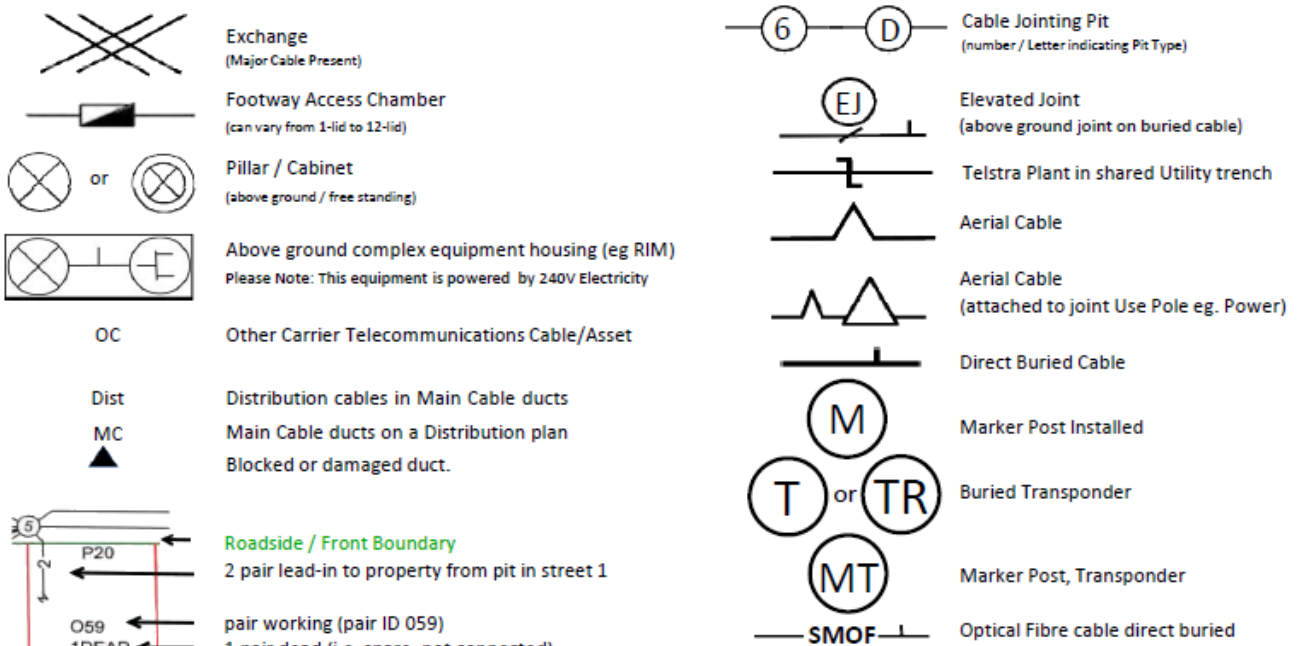 Exchange
(Major Cable Present)
Footway Access Chamber
(can vary from 1-lid to 12-lid)
or
Pillar / Cabinet
(above ground / free standing)
Above ground complex equipment housing (eg RIM)
Please Note: This equipment is powered by 240V Electricity
OC Other Carrier Telecommunications Cable/Asset
Dist Distribution cables in Main Cable ducts
MC Main Cable ducts on a Distribution plan
Blocked or damaged duct.
5
Roadside / Front Boundary
P20
2
2 pair lead-in to property from pit in street 1
O59 pair working (pair ID 059)
1DEAD 1 pair dead (i.e. spare, not connected)
6 D Cable Jointing Pit
(number / Letter indicating Pit Type)
EJ Elevated Joint
(above ground joint on buried cable)
Telstra Plant in shared Utility trench
Aerial Cable
Aerial Cable
(attached to joint Use Pole eg. Power)
Direct Buried Cable
M Marker Post Installed
T or TR Buried Transponder
MT Marker Post, Transponder
SMOF Optical Fibre cable direct buried